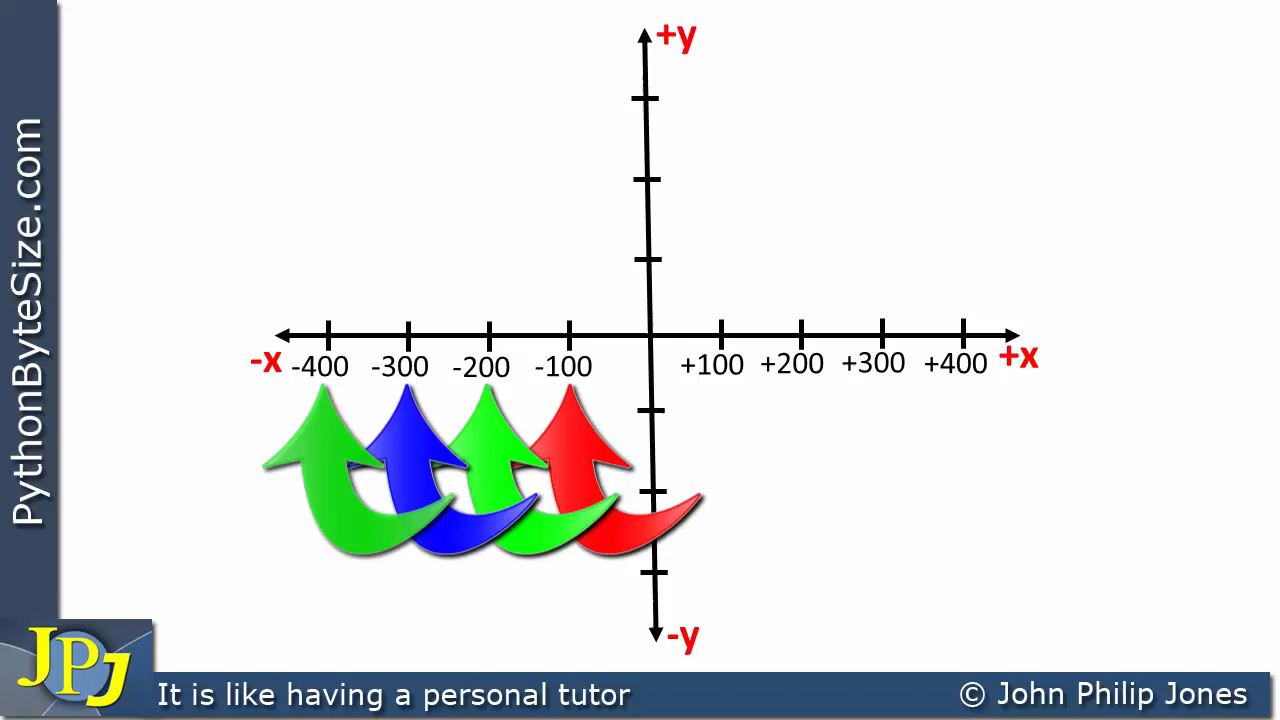 PythonByteSize.com
+y
-x -400 -300 -200 -100 +100 +200 +300 +400 +x
-y
JPJ
It is like having a personal tutor
© John Philip Jones